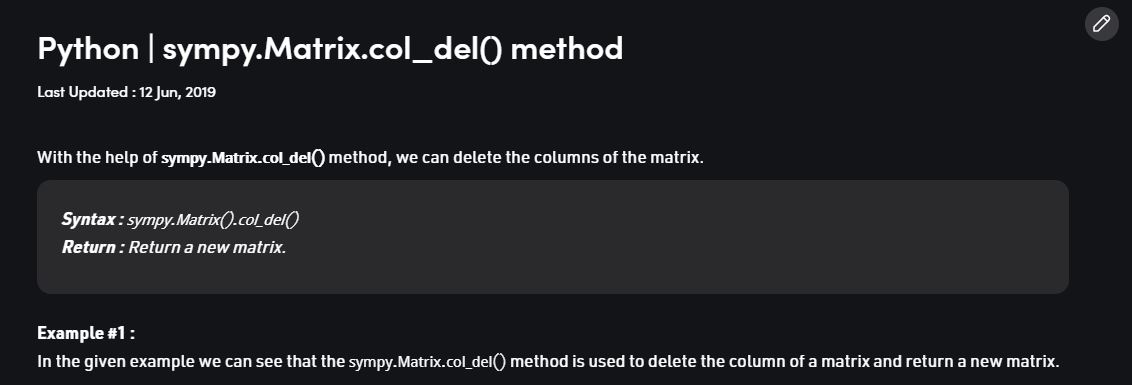 Python | sympy.Matrix.col_del() method
Last Updated : 12 Jun, 2019
With the help of sympy.Matrix.col_del() method, we can delete the columns of the matrix.
Syntax : sympy.Matrix().col_del()
Return : Return a new matrix.
Example #1 :
In the given example we can see that the sympy.Matrix.col_del() method is used to delete the column of a matrix and return a new matrix.